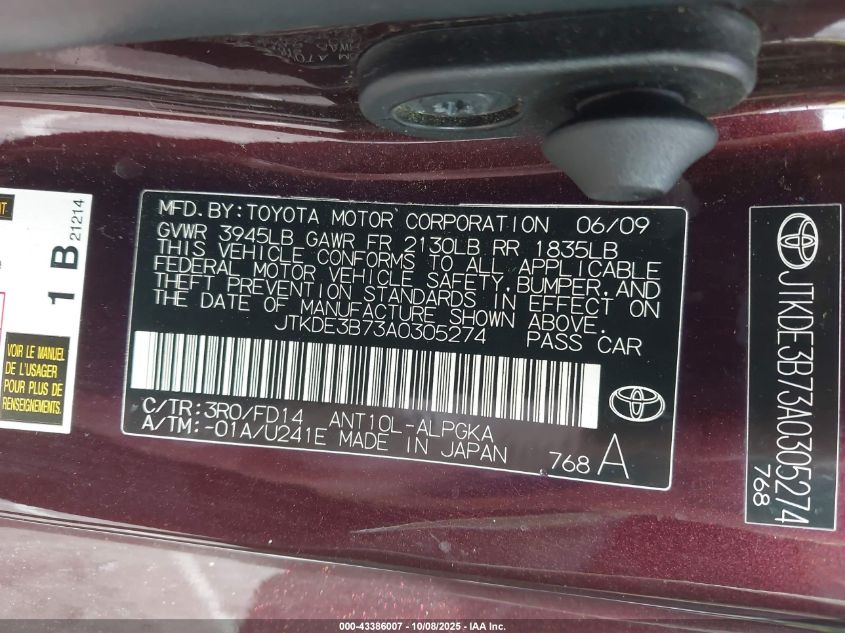 MFD. BY: TOYOTA MOTOR CORPORATION 06/09
GVWR 3945LB GAWR FR 2130LB RR 1835LB
THIS VEHICLE CONFORMS TO ALL APPLICABLE
FEDERAL MOTOR VEHICLE SAFETY, BUMPER, AND
THEFT PREVENTION STANDARDS IN EFFECT ON
THE DATE OF MANUFACTURE SHOWN ABOVE.
JTKDE3B73A0305274 PASS CAR
C/TR: 3R0/FD14 ANT10L-ALPGKA
A/TM: -01A/U241E MADE IN JAPAN
768 A
JTKDE3B73A0305274
768
1 B
21214
VOIR LE MANUEL
DE L'USAGER
POUR PLUS DE
RENSEIGNEMENTS
000-43386007 - 10/08/2025 - IAA Inc.